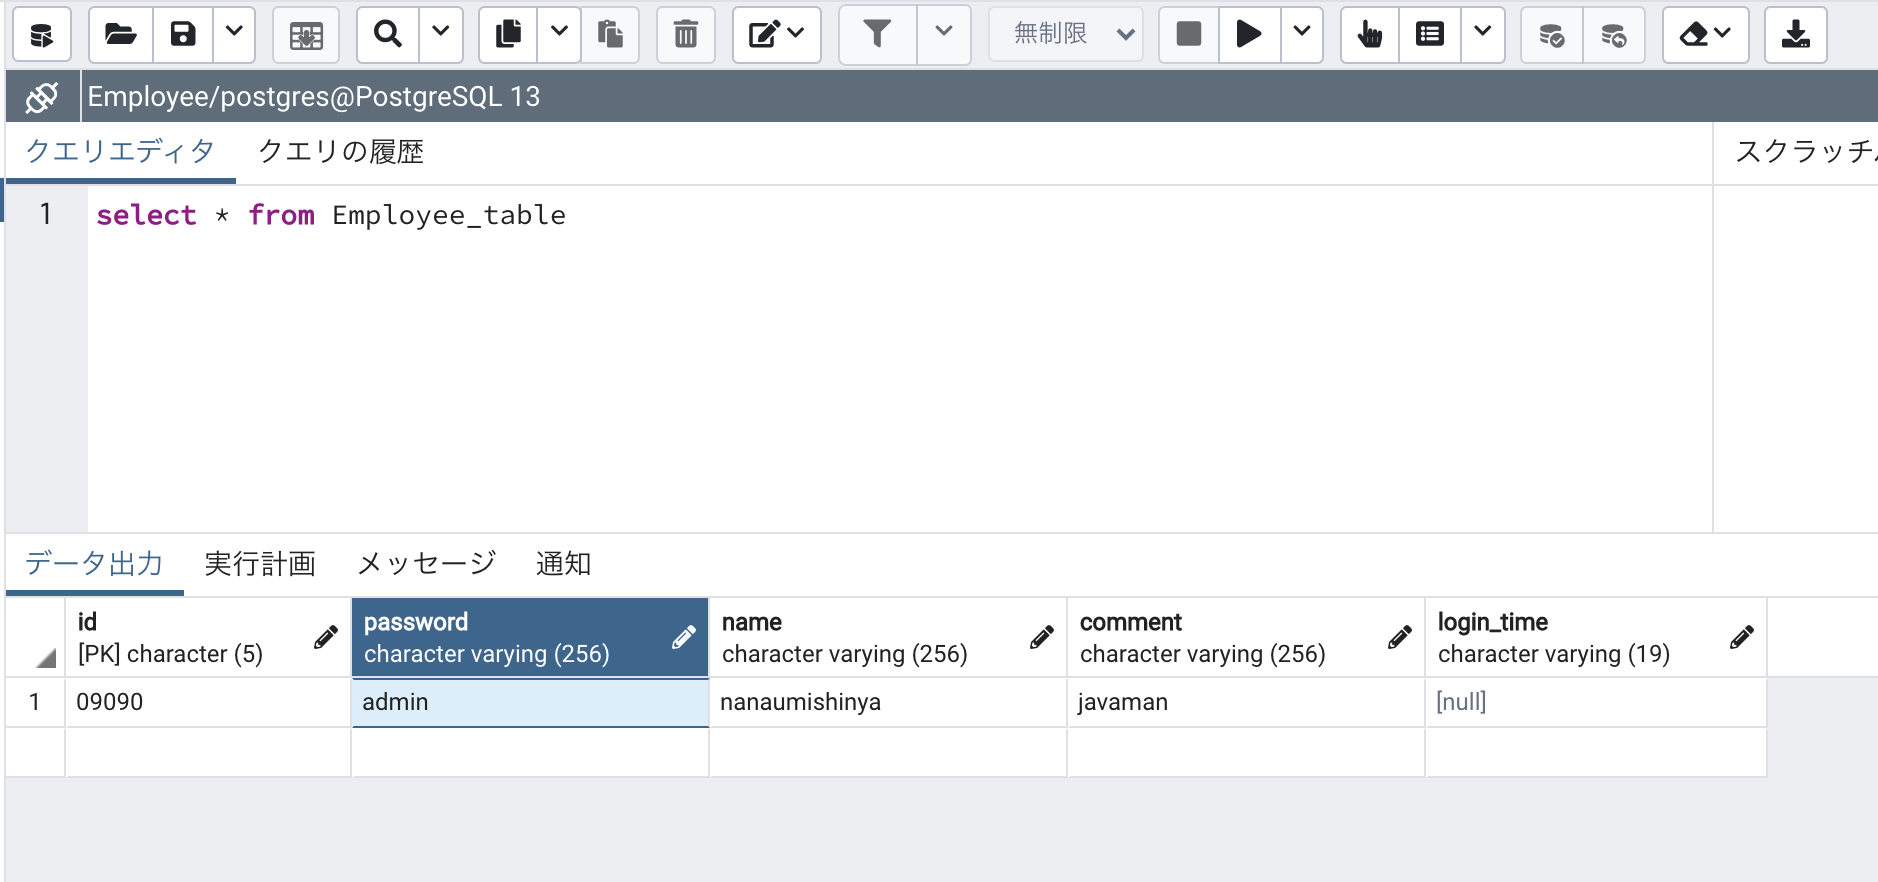 無制限
Employee/postgres@PostgreSQL 13
クエリエディタ クエリの履歴 スクラッチ
1 select * from Employee_table
データ出力 実行計画 メッセージ 通知
id password name comment login_time
[PK] character (5) character varying (256) character varying (256) character varying (256) character varying (19)
1 09090 admin nanaumishinya javaman [null]